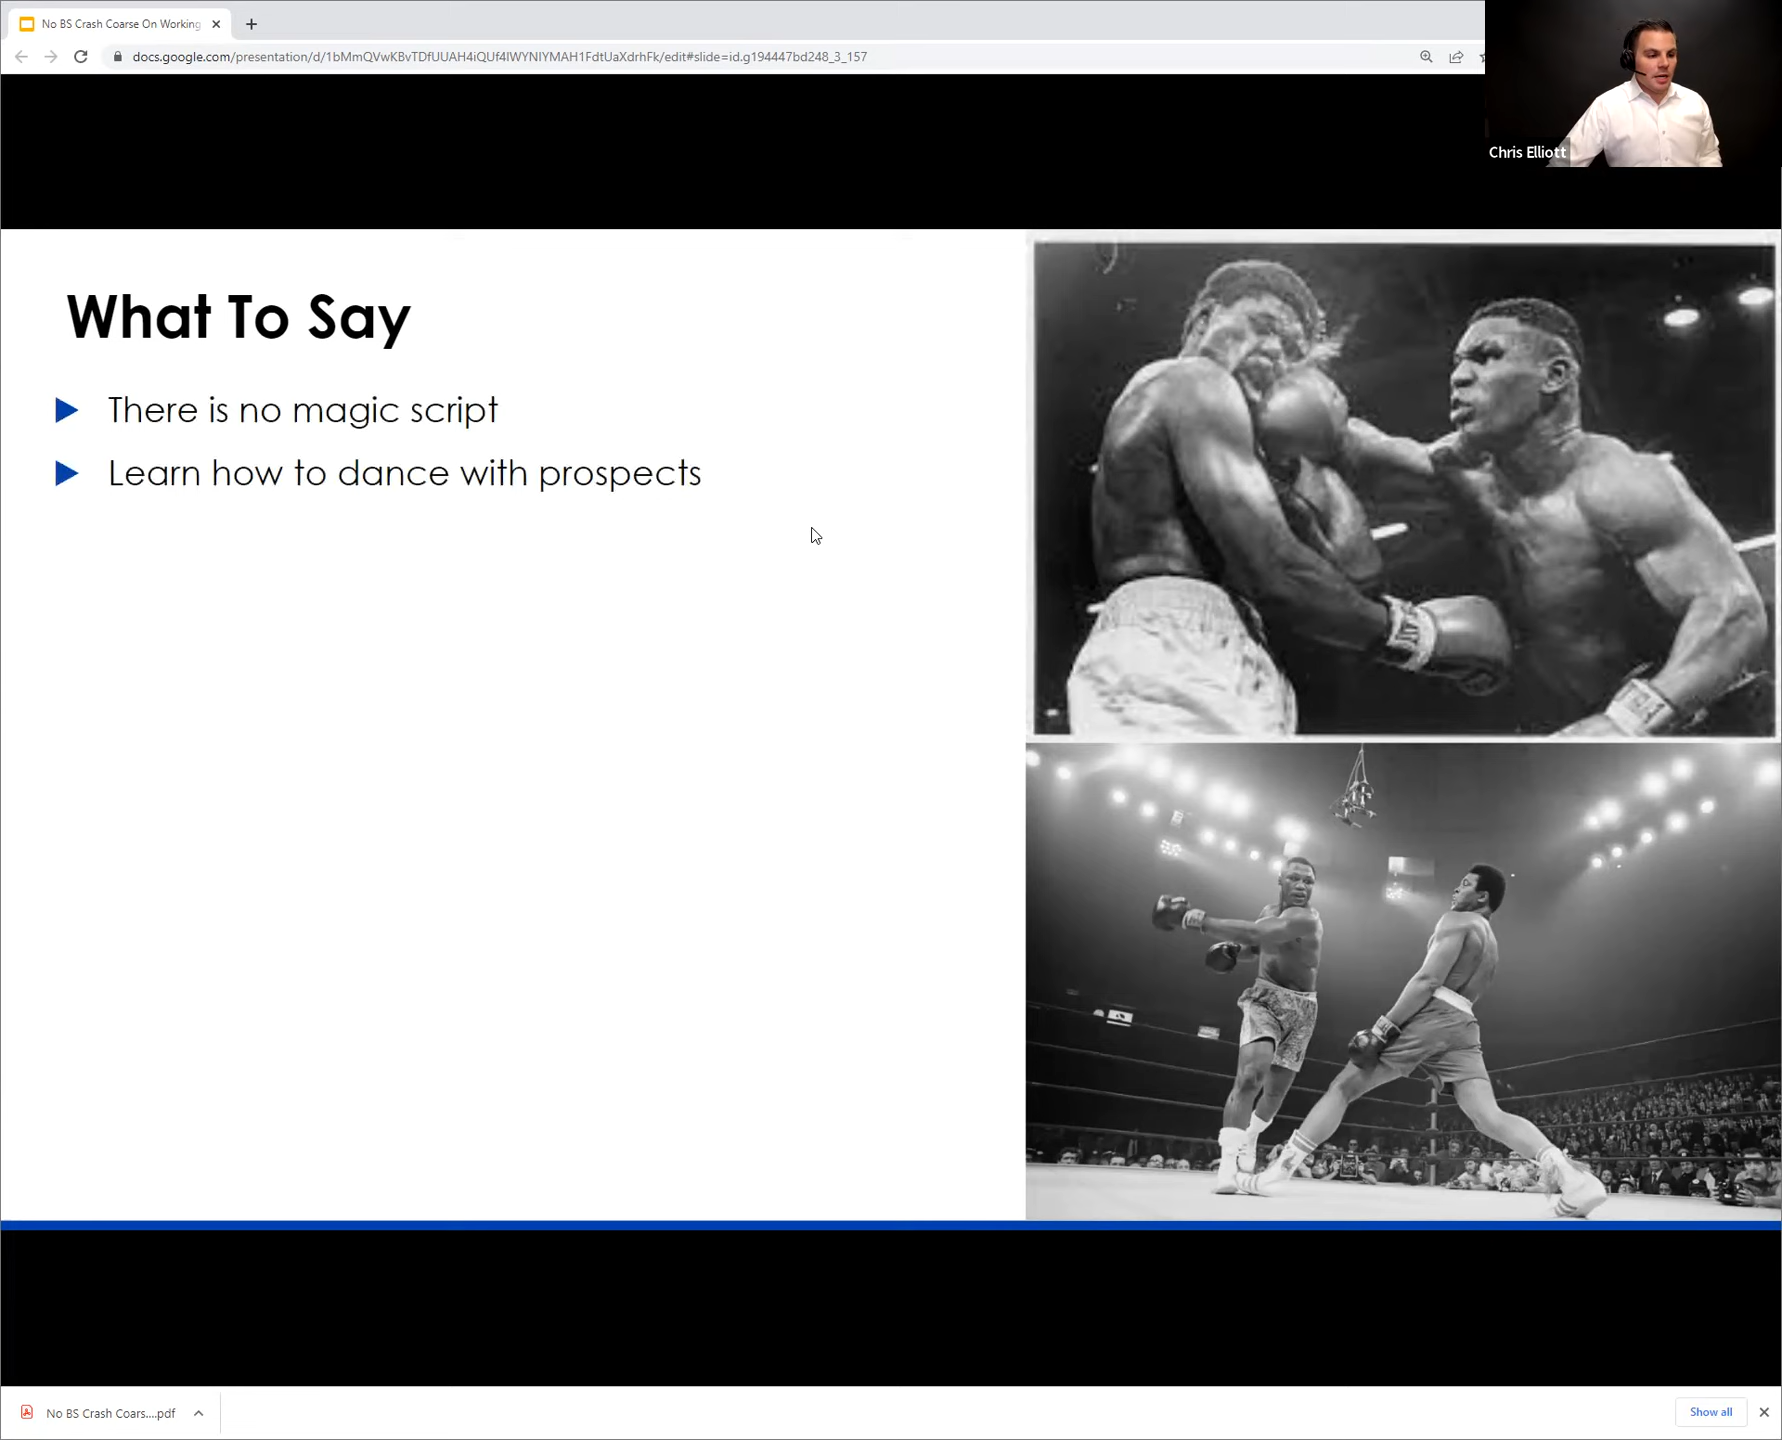 No BS Crash Coarse On Working
docs.google.com/presentation/d/1bMmQVwKBvTDfUUAH4iQUf4IWYNIYMAH1FdtUaXdrhFk/edit#slide=id.g194447bd248_3_157
Chris Elliott
What To Say
There is no magic script
Learn how to dance with prospects
No BS Crash Coars....pdf
Show all